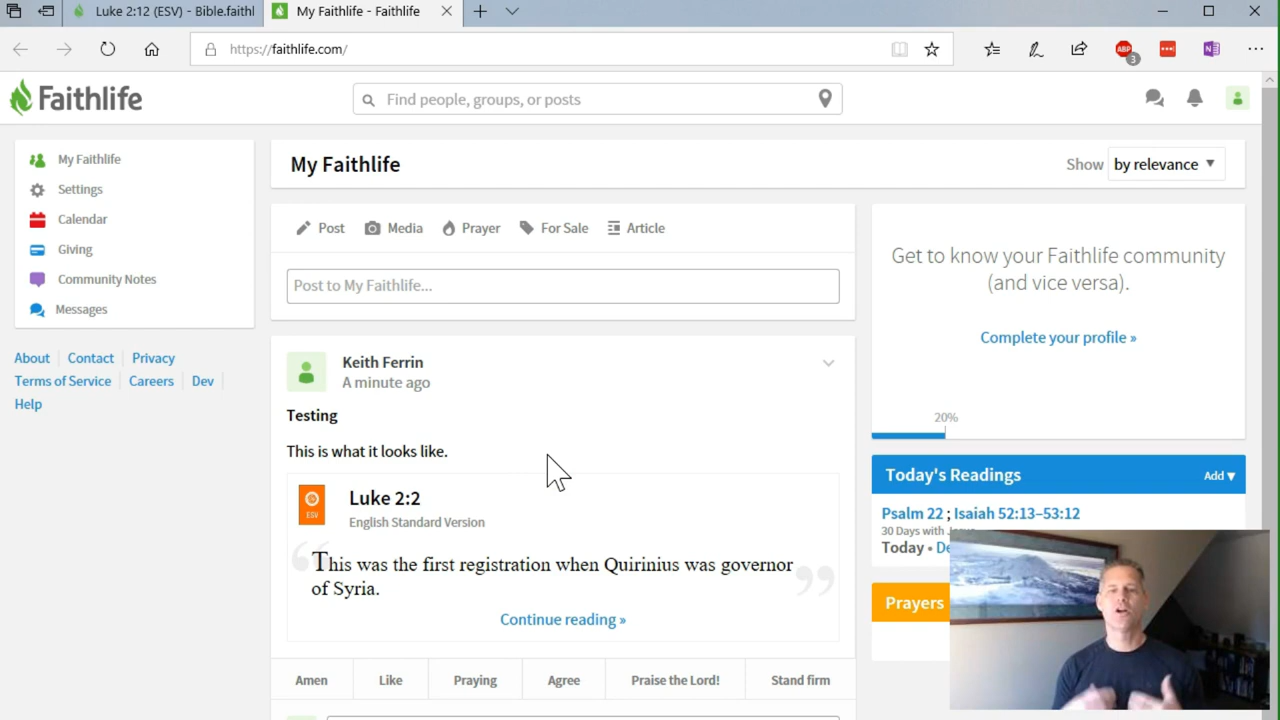 Luke 2:12 (ESV) - Bible.faithl
My Faithlife - Faithlife
https://faithlife.com/
ABP
3
Faithlife
Find people, groups, or posts
My Faithlife
Settings
Calendar
Giving
Community Notes
Messages
About Contact Privacy
Terms of Service Careers Dev
Help
My Faithlife
Show by relevance
Post Media Prayer For Sale Article
Post to My Faithlife...
Keith Ferrin
A minute ago
Testing
This is what it looks like.
ESV
Luke 2:2
English Standard Version
“This was the first registration when Quirinius was governor
of Syria.”
Continue reading »
Amen Like Praying Agree Praise the Lord! Stand firm
Get to know your Faithlife community
(and vice versa).
Complete your profile »
20%
Today's Readings Add
Psalm 22 ; Isaiah 52:13–53:12
30 Days with
Today •
Prayers